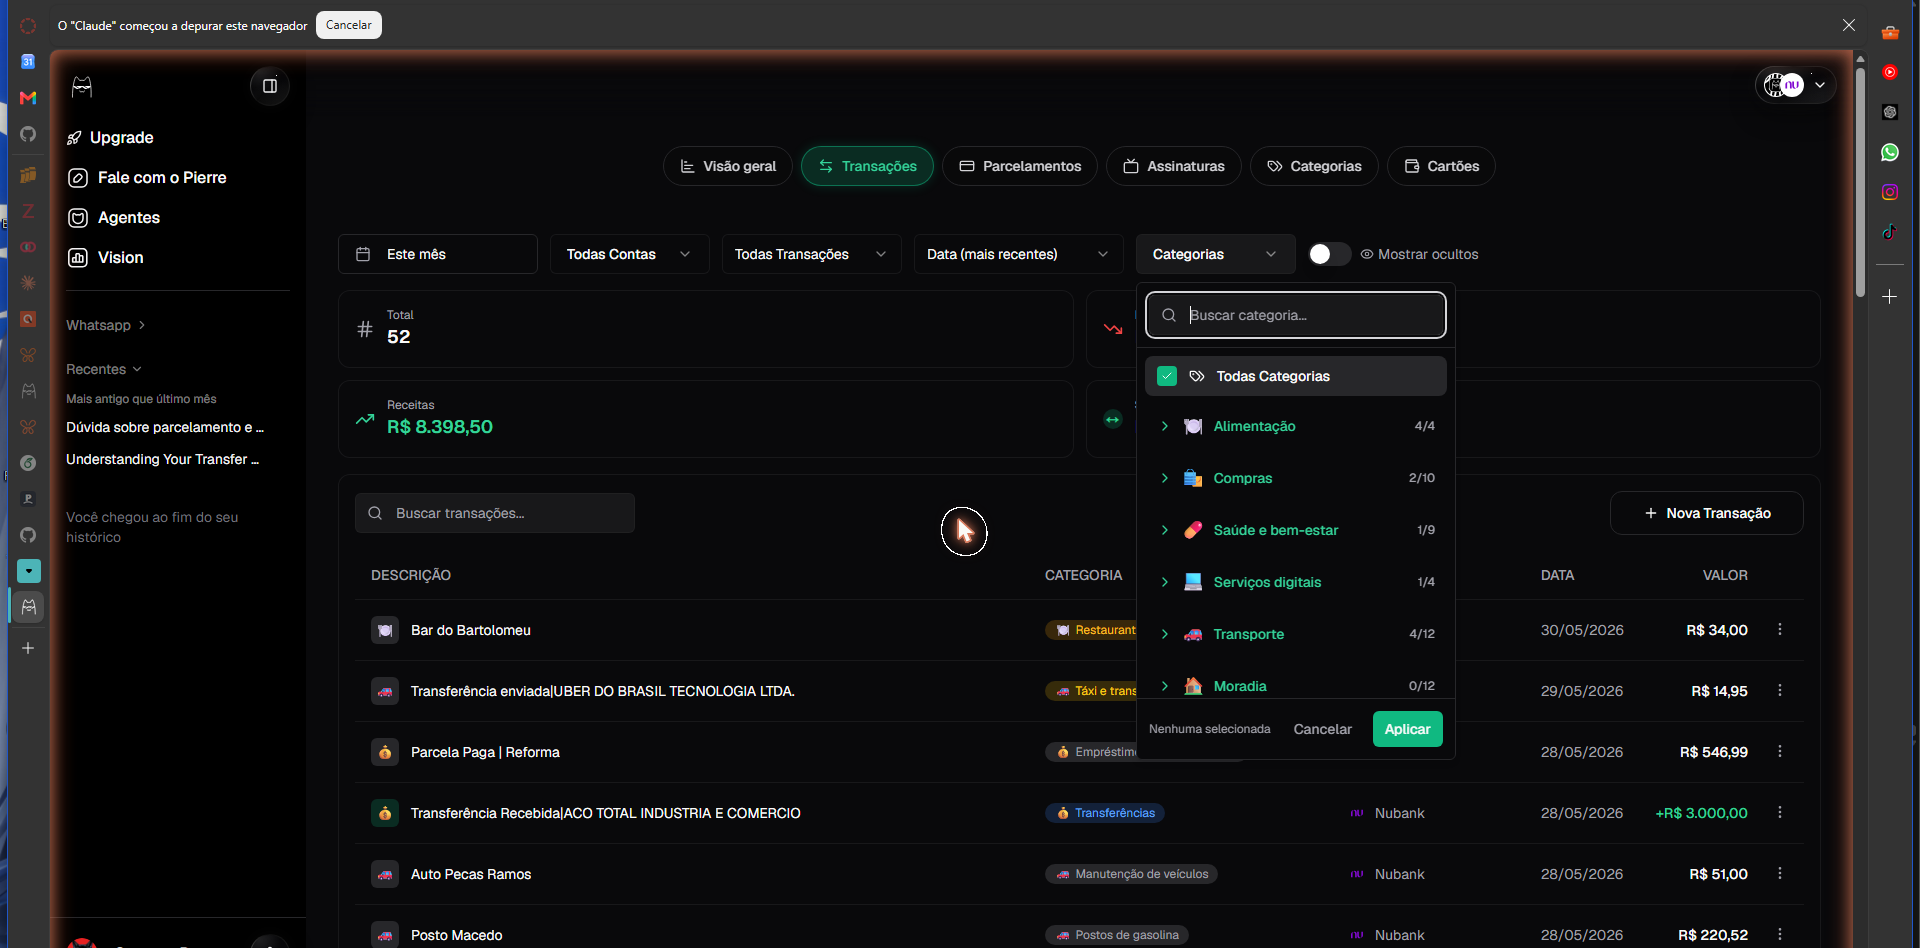 O "Claude" começou a depurar este navegador
Cancelar
31
Upgrade
Fale com o Pierre
Agentes
Vision
Whatsapp
Recentes
Mais antigo que último mês
Dúvida sobre parcelamento e ...
Understanding Your Transfer ...
Você chegou ao fim do seu
histórico
nu
Visão geral
Transações
Parcelamentos
Assinaturas
Categorias
Cartões
Este mês
Todas Contas
Todas Transações
Data (mais recentes)
Categorias
Mostrar ocultos
Total
52
Receitas
R$ 8.398,50
Buscar categoria...
Todas Categorias
Alimentação 4/4
Compras 2/10
Saúde e bem-estar 1/9
Serviços digitais 1/4
Transporte 4/12
Moradia 0/12
Nenhuma selecionada
Cancelar
Aplicar
Buscar transações...
+ Nova Transação
DESCRIÇÃO CATEGORIA DATA VALOR
Bar do Bartolomeu Restaurant 30/05/2026 R$ 34,00
Transferência enviada|UBER DO BRASIL TECNOLOGIA LTDA. Táxi e trans 29/05/2026 R$ 14,95
Parcela Paga | Reforma Empréstim 28/05/2026 R$ 546,99
Transferência Recebida|ACO TOTAL INDUSTRIA E COMERCIO Transferências nu Nubank 28/05/2026 +R$ 3.000,00
Auto Pecas Ramos Manutenção de veículos nu Nubank 28/05/2026 R$ 51,00
Posto Macedo Postos de gasolina nu Nubank 28/05/2026 R$ 220,52